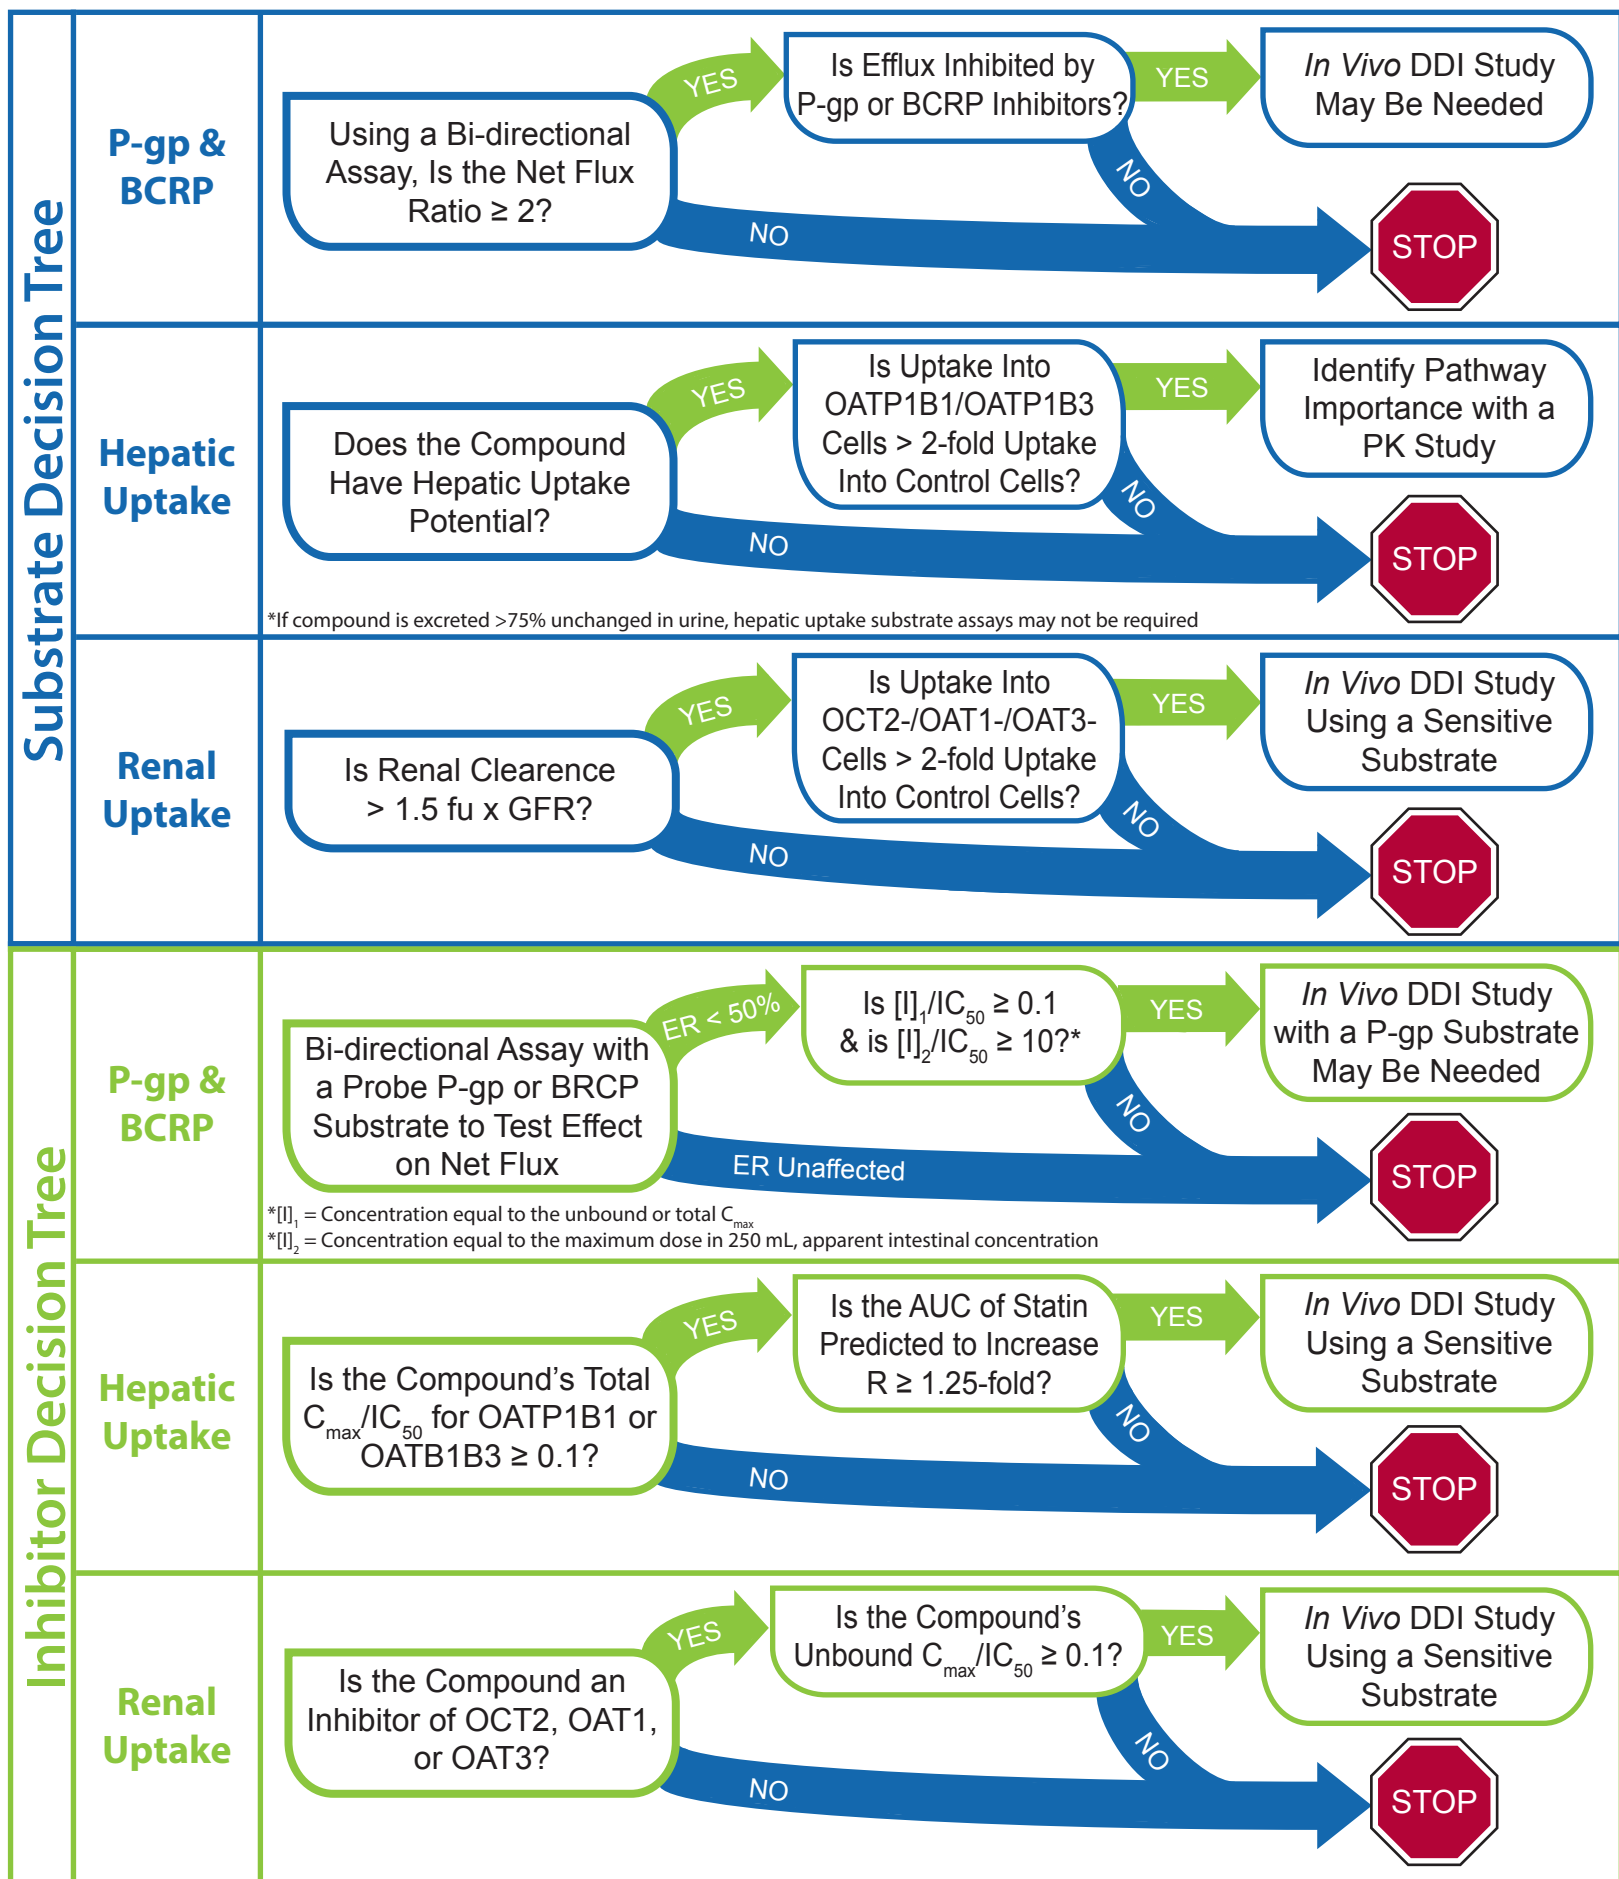 Substrate Decision Tree
P-gp &
BCRP
Using a Bi-directional
Assay, Is the Net Flux
Ratio ≥ 2?
YES
Is Efflux Inhibited by
P-gp or BCRP Inhibitors?
YES
In Vivo DDI Study
May Be Needed
NO
NO
STOP
Hepatic
Uptake
Does the Compound
Have Hepatic Uptake
Potential?
YES
Is Uptake Into
OATP1B1/OATP1B3
Cells > 2-fold Uptake
Into Control Cells?
YES
Identify Pathway
Importance with a
PK Study
NO
NO
STOP
*If compound is excreted >75% unchanged in urine, hepatic uptake substrate assays may not be required
Renal
Uptake
Is Renal Clearence
> 1.5 fu x GFR?
YES
Is Uptake Into
OCT2-/OAT1-/OAT3-
Cells > 2-fold Uptake
Into Control Cells?
YES
In Vivo DDI Study
Using a Sensitive
Substrate
NO
NO
STOP
Inhibitor Decision Tree
P-gp &
BCRP
Bi-directional Assay with
a Probe P-gp or BRCP
Substrate to Test Effect
on Net Flux
ER < 50%
Is [I]1/IC50 ≥ 0.1
& is [I]2/IC50 ≥ 10?*
YES
In Vivo DDI Study
with a P-gp Substrate
May Be Needed
NO
ER Unaffected
STOP
*[I]1 = Concentration equal to the unbound or total Cmax
*[I]2 = Concentration equal to the maximum dose in 250 mL, apparent intestinal concentration
Hepatic
Uptake
Is the Compound's Total
Cmax/IC50 for OATP1B1 or
OATB1B3 ≥ 0.1?
YES
Is the AUC of Statin
Predicted to Increase
R ≥ 1.25-fold?
YES
In Vivo DDI Study
Using a Sensitive
Substrate
NO
NO
STOP
Renal
Uptake
Is the Compound an
Inhibitor of OCT2, OAT1,
or OAT3?
YES
Is the Compound's
Unbound Cmax/IC50 ≥ 0.1?
YES
In Vivo DDI Study
Using a Sensitive
Substrate
NO
NO
STOP